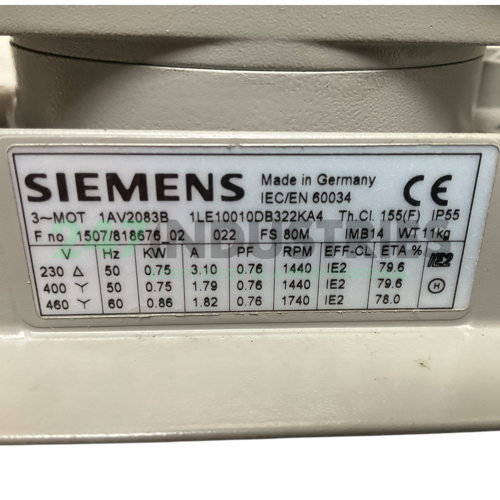 SIEMENS Made in Germany CE
IEC/EN 60034
3~MOT 1AV2083B 1LE10010DB322KA4 Th.Cl. 155(F) IP55
F no 1507/818676 02 022 FS 80M IMB14 WT 11kg
V Hz KW A PF RPM EFF-CL ETA % IE2
230 △ 50 0.75 3.10 0.76 1440 IE2 79.6
400 Y 50 0.75 1.79 0.76 1440 IE2 79.6 H
460 Y 60 0.86 1.82 0.76 1740 IE2 78.0